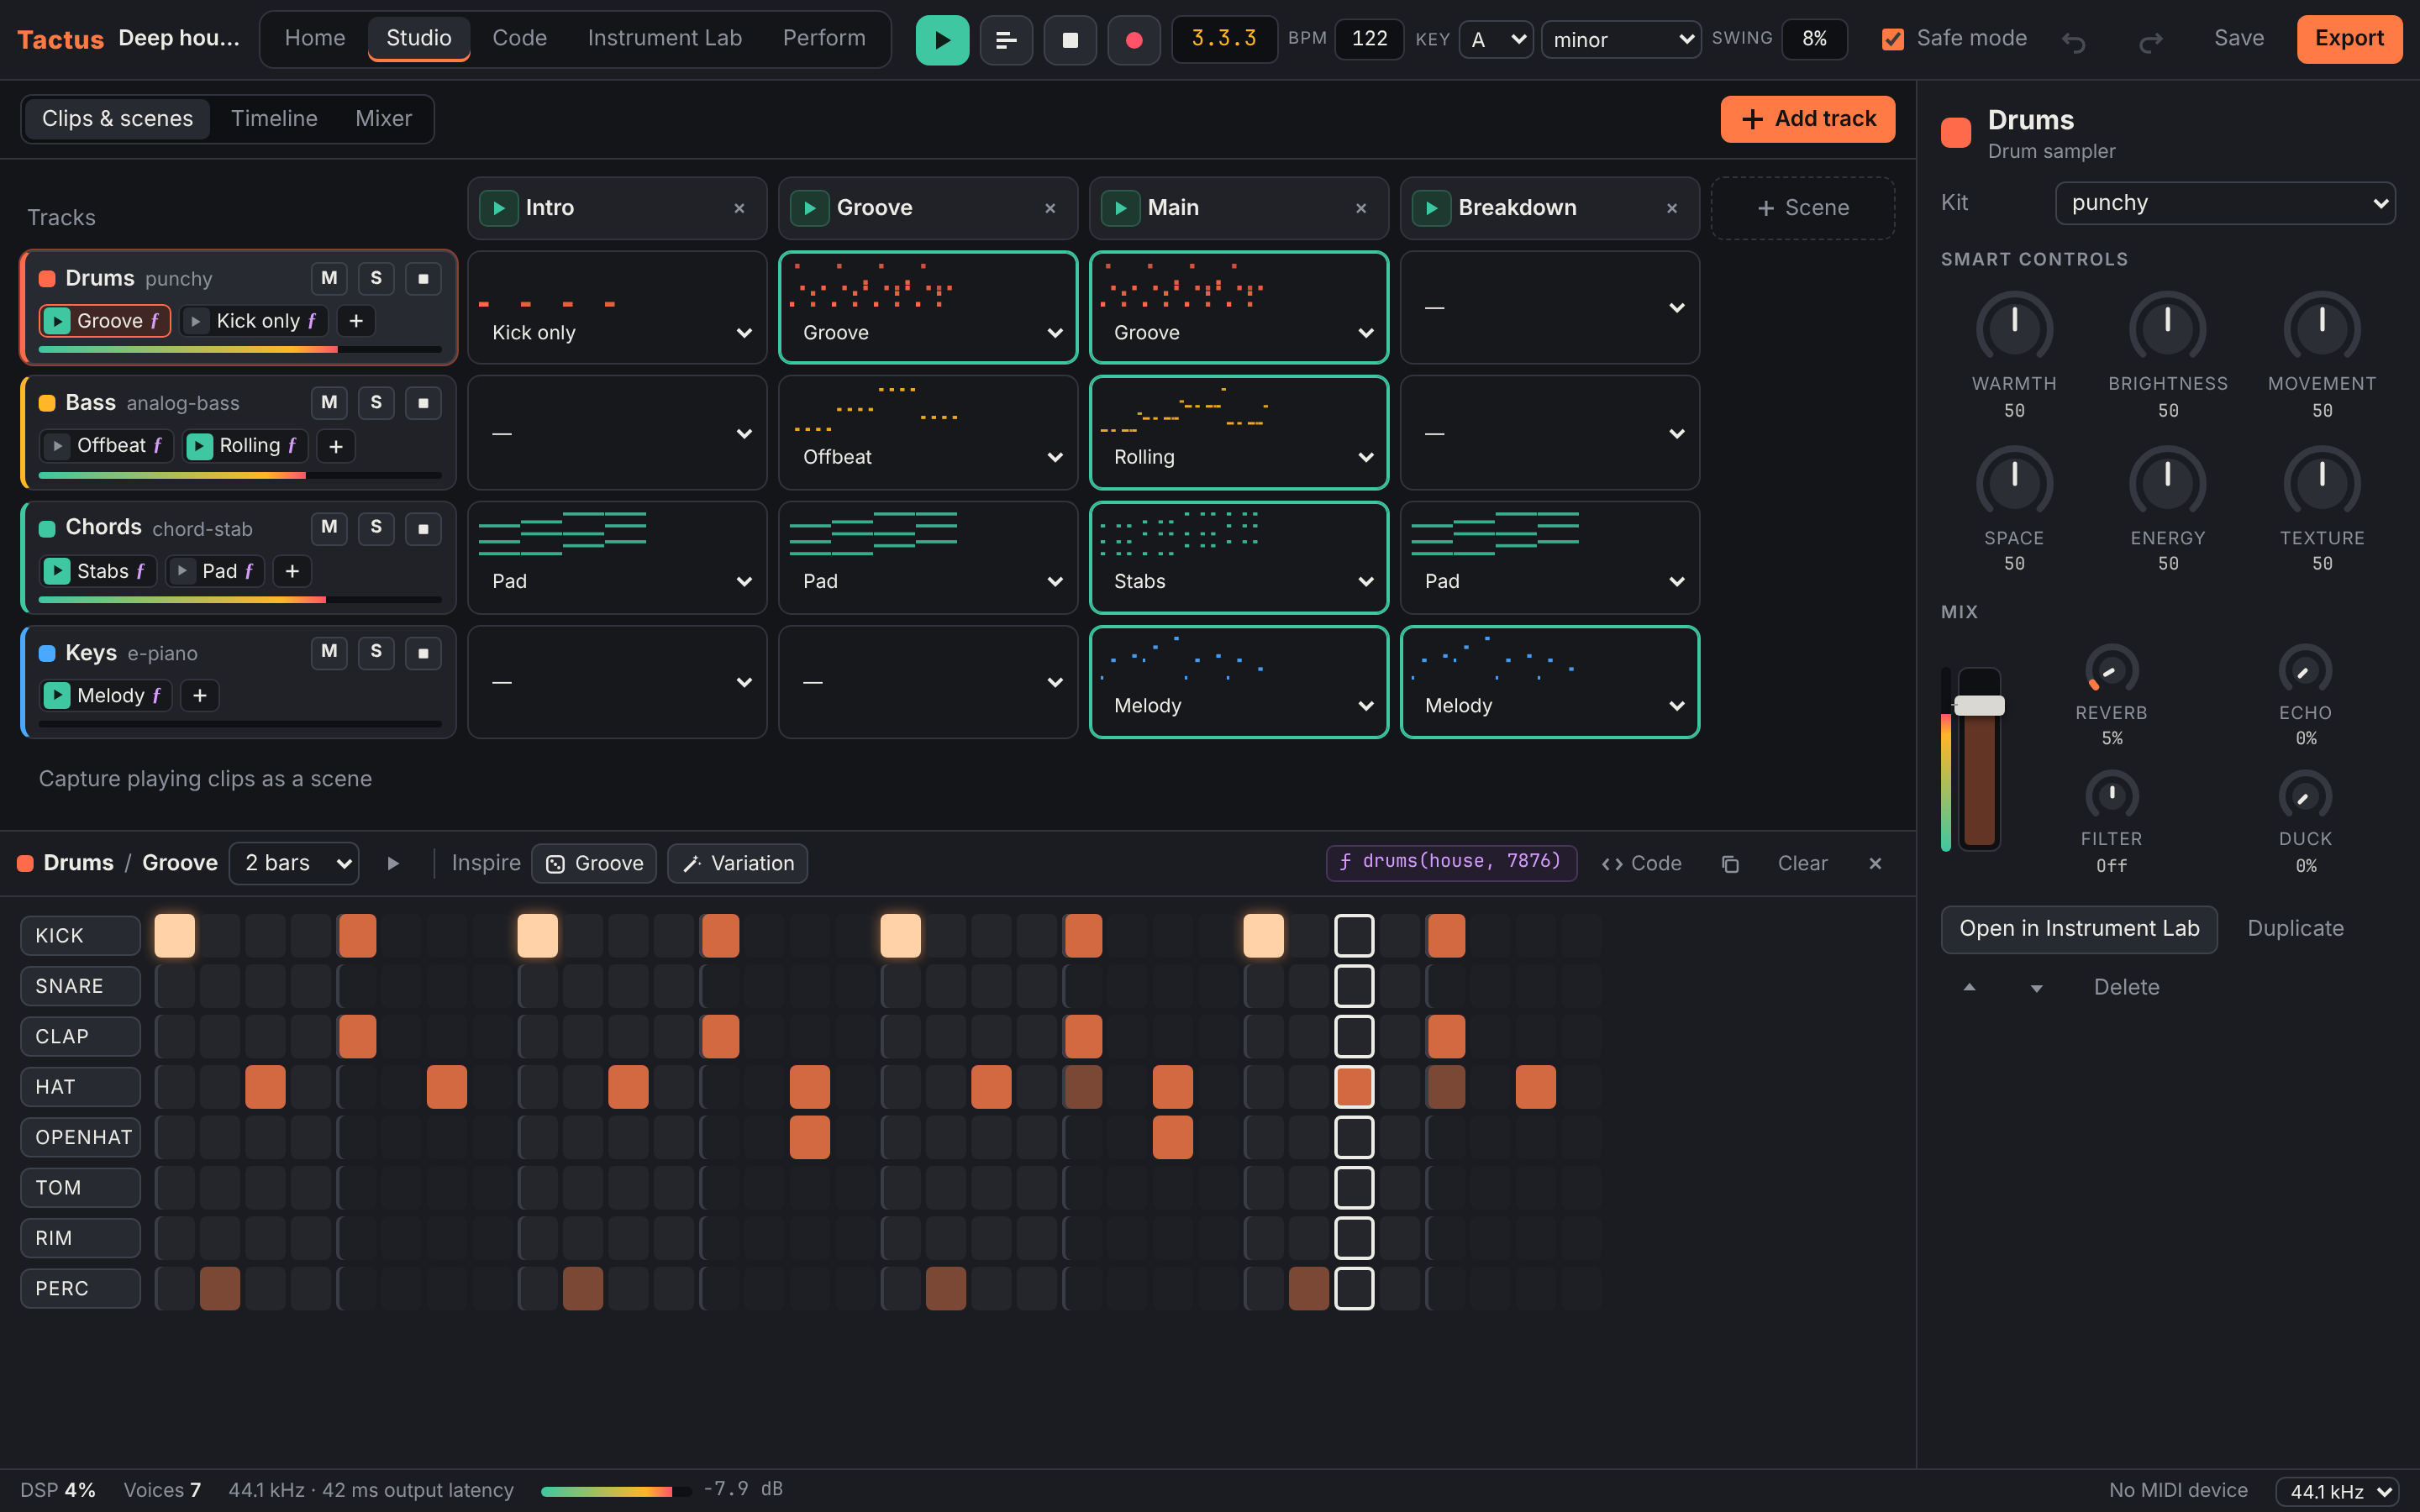 Tactus Deep hou... Home Studio Code Instrument Lab Perform 3.3.3 BPM 122 KEY A minor SWING 8% Safe mode Save Export
Clips & scenes Timeline Mixer Add track
Tracks Intro Groove Main Breakdown Scene
Drums punchy M S
Groove ƒ Kick only ƒ
Kick only Groove Groove —
Bass analog-bass M S
Offbeat ƒ Rolling ƒ
— Offbeat Rolling —
Chords chord-stab M S
Stabs ƒ Pad ƒ
Pad Pad Stabs Pad
Keys e-piano M S
Melody ƒ
— — Melody Melody
Capture playing clips as a scene
Drums / Groove 2 bars Inspire Groove Variation ƒ drums(house, 7876) Code Clear
KICK
SNARE
CLAP
HAT
OPENHAT
TOM
RIM
PERC
Drums
Drum sampler
Kit punchy
SMART CONTROLS
WARMTH BRIGHTNESS MOVEMENT
50 50 50
SPACE ENERGY TEXTURE
50 50 50
MIX
REVERB ECHO
5% 0%
FILTER DUCK
Off 0%
Open in Instrument Lab Duplicate
Delete
DSP 4% Voices 7 44.1 kHz · 42 ms output latency -7.9 dB No MIDI device 44.1 kHz